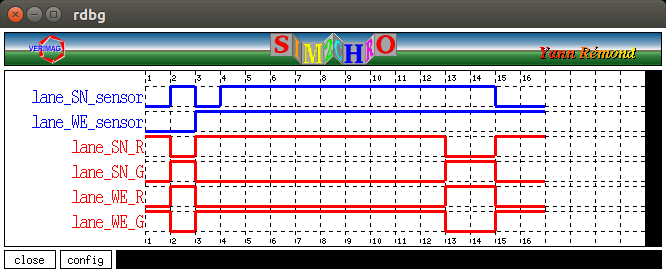 rdbg
VERIMAG SIM2CHRO Yann Rémond
1 2 3 4 5 6 7 8 9 10 11 12 13 14 15 16
lane_SN_sensor
lane_WE_sensor
lane_SN_R
lane_SN_G
lane_WE_R
lane_WE_G
1 2 3 4 5 6 7 8 9 10 11 12 13 14 15 16
close config